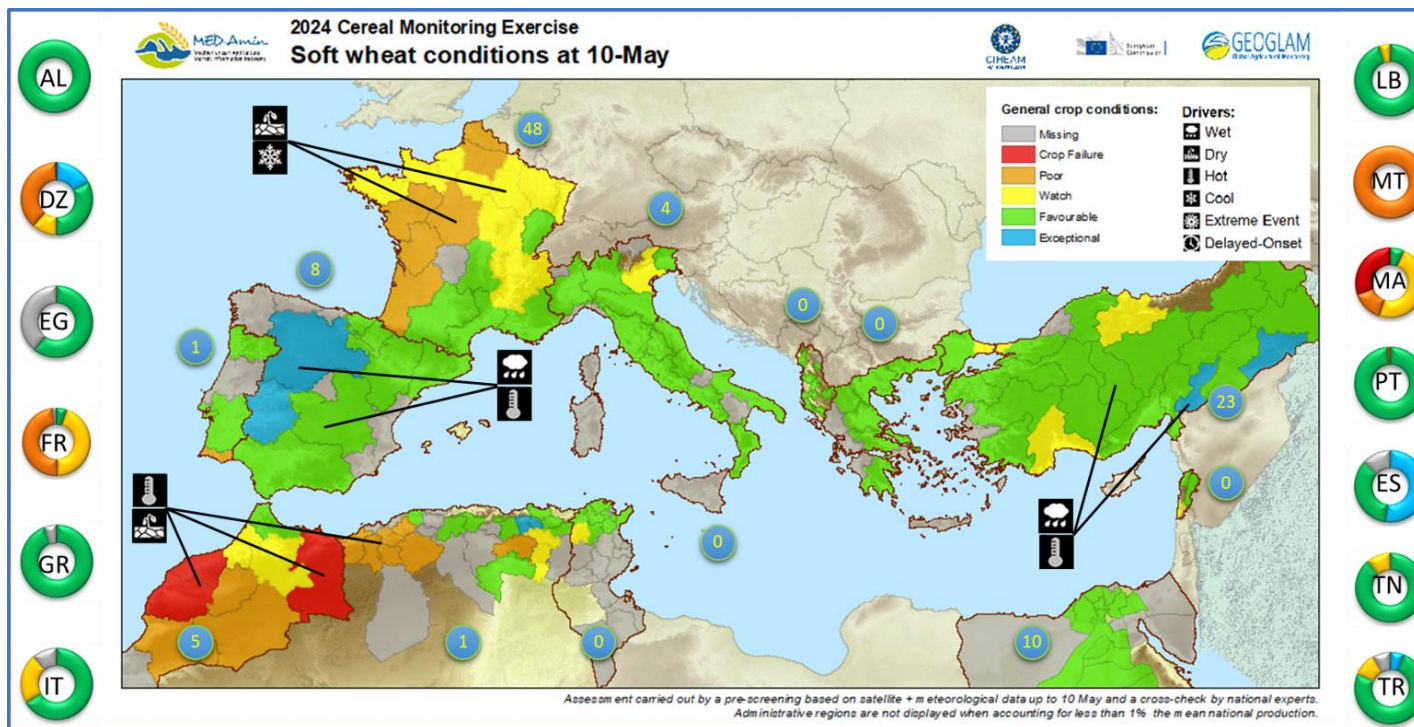 2024 Cereal Monitoring Exercise
Soft wheat conditions at 10-May
MED-Amin
CIHEAM
European
Commission
GEOGLAM
Global Agricultural Monitoring
AL
DZ
EG
FR
GR
IT
48
4
8
1
0
0
23
0
0
5
1
0
10
General crop conditions:
Missing
Crop Failure
Poor
Watch
Favourable
Exceptional
Drivers:
Wet
Dry
Hot
Cool
Extreme Event
Delayed-Onset
LB
MT
MA
PT
ES
TN
TR
Assessment carried out by a pre-screening based on satellite + meteorological data up to 10 May and a cross-check by national experts.
Administrative regions are not displayed when accounting for less than 1% the mean national production.